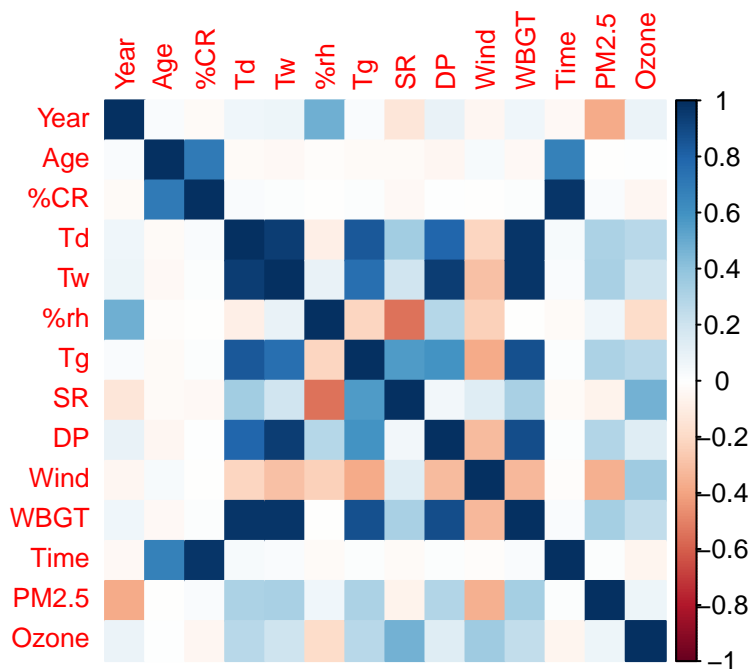 Year Age %CR Td Tw %rh Tg SR DP Wind WBGT Time PM2.5 Ozone
Year
Age
%CR
Td
Tw
%rh
Tg
SR
DP
Wind
WBGT
Time
PM2.5
Ozone
1
0.8
0.6
0.4
0.2
0
−0.2
−0.4
−0.6
−0.8
−1